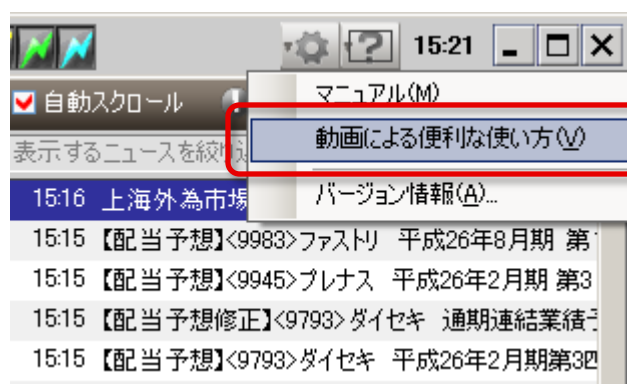 15:21
自動スクロール
マニュアル(M)
動画による便利な使い方(V)
表示するニュースを絞り込
バージョン情報(A)...
15:16 上海外為市場
15:15 【配当予想】<9983>ファストリ 平成26年8月期 第1
15:15 【配当予想】<9945>プレナス 平成26年2月期 第3
15:15 【配当予想修正】<9793>ダイセキ 通期連結業績予
15:15 【配当予想】<9793>ダイセキ 平成26年2月期第3四